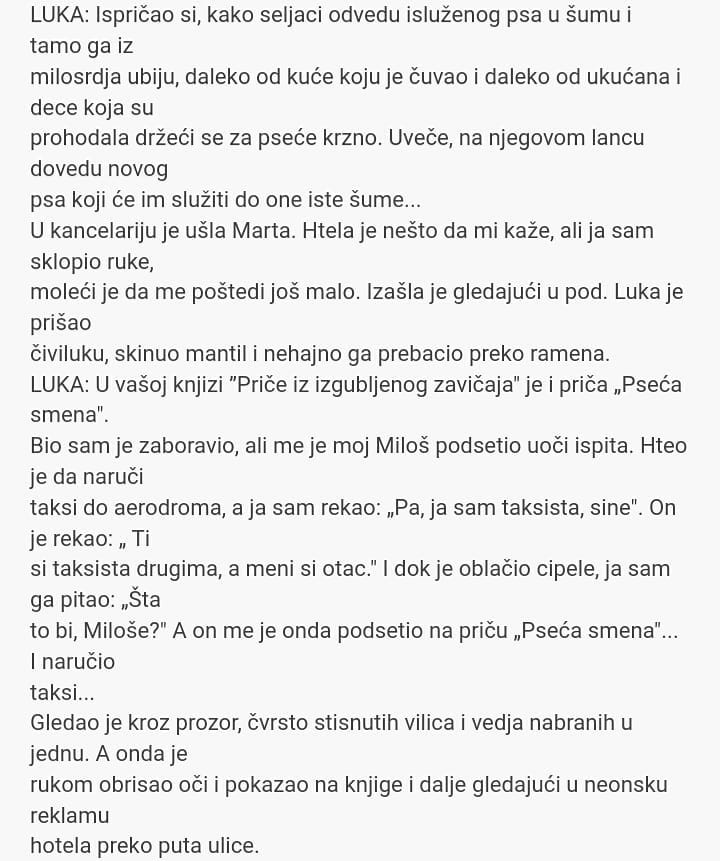 LUKA: Ispričao si, kako seljaci odvedu isluženog psa u šumu i
tamo ga iz
milosrdja ubiju, daleko od kuće koju je čuvao i daleko od ukućana i
dece koja su
prohodala držeći se za pseće krzno. Uveče, na njegovom lancu
dovedu novog
psa koji će im služiti do one iste šume...
U kancelariju je ušla Marta. Htela je nešto da mi kaže, ali ja sam
sklopio ruke,
moleći je da me poštedi još malo. Izašla je gledajući u pod. Luka je
prišao
čiviluku, skinuo mantil i nehajno ga prebacio preko ramena.
LUKA: U vašoj knjizi ”Priče iz izgubljenog zavičaja" je i priča „Pseća
smena".
Bio sam je zaboravio, ali me je moj Miloš podsetio uoči ispita. Hteo
je da naruči
taksi do aerodroma, a ja sam rekao: „Pa, ja sam taksista, sine". On
je rekao: „ Ti
si taksista drugima, a meni si otac." I dok je oblačio cipele, ja sam
ga pitao: „Šta
to bi, Miloše?" A on me je onda podsetio na priču „Pseća smena"...
I naručio
taksi...
Gledao je kroz prozor, čvrsto stisnutih vilica i vedja nabranih u
jednu. A onda je
rukom obrisao oči i pokazao na knjige i dalje gledajući u neonsku
reklamu
hotela preko puta ulice.